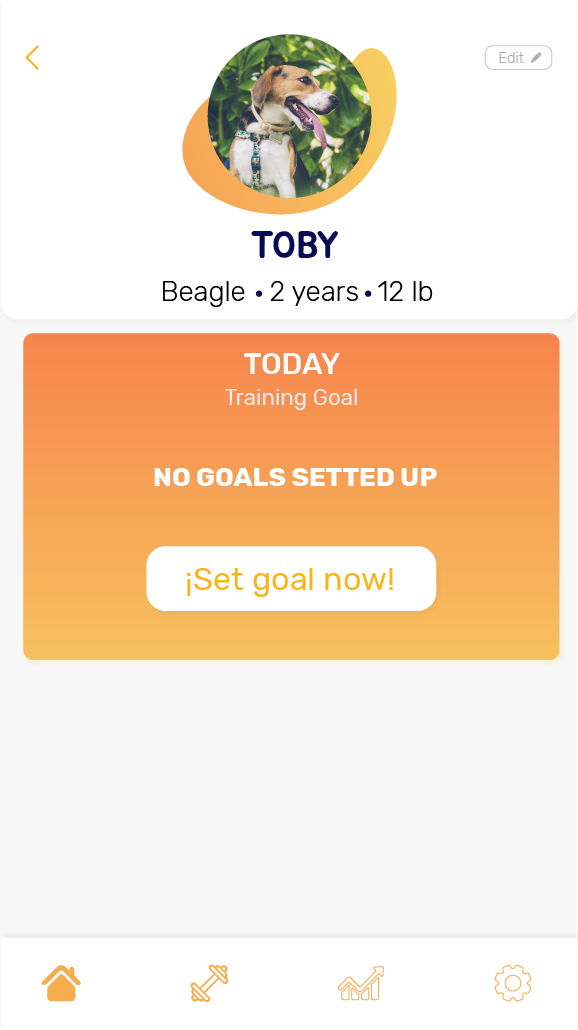 Edit
TOBY
Beagle • 2 years • 12 lb
TODAY
Training Goal
NO GOALS SETTED UP
¡Set goal now!